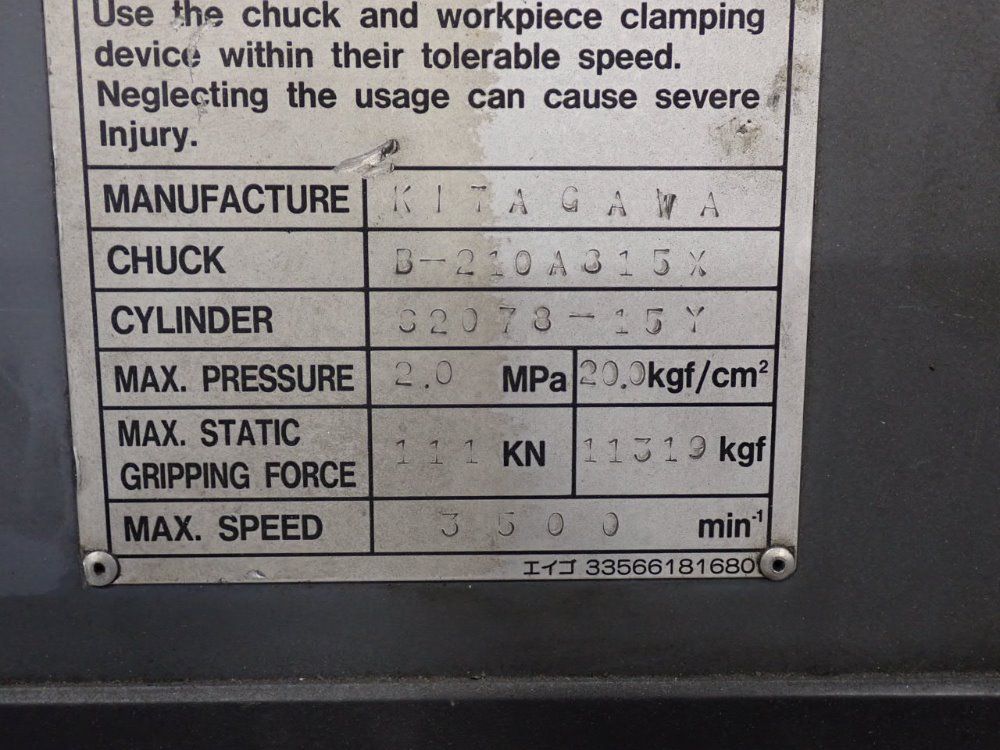 Use the chuck and workpiece clamping
device within their tolerable speed.
Neglecting the usage can cause severe
Injury.
MANUFACTURE KITAGAWA
CHUCK B-210A815X
CYLINDER S2078-15Y
MAX. PRESSURE 2.0 MPa 20.0kgf/cm²
MAX. STATIC
GRIPPING FORCE 111 KN 11319 kgf
MAX. SPEED 3500 min⁻¹
エイゴ 33566181680